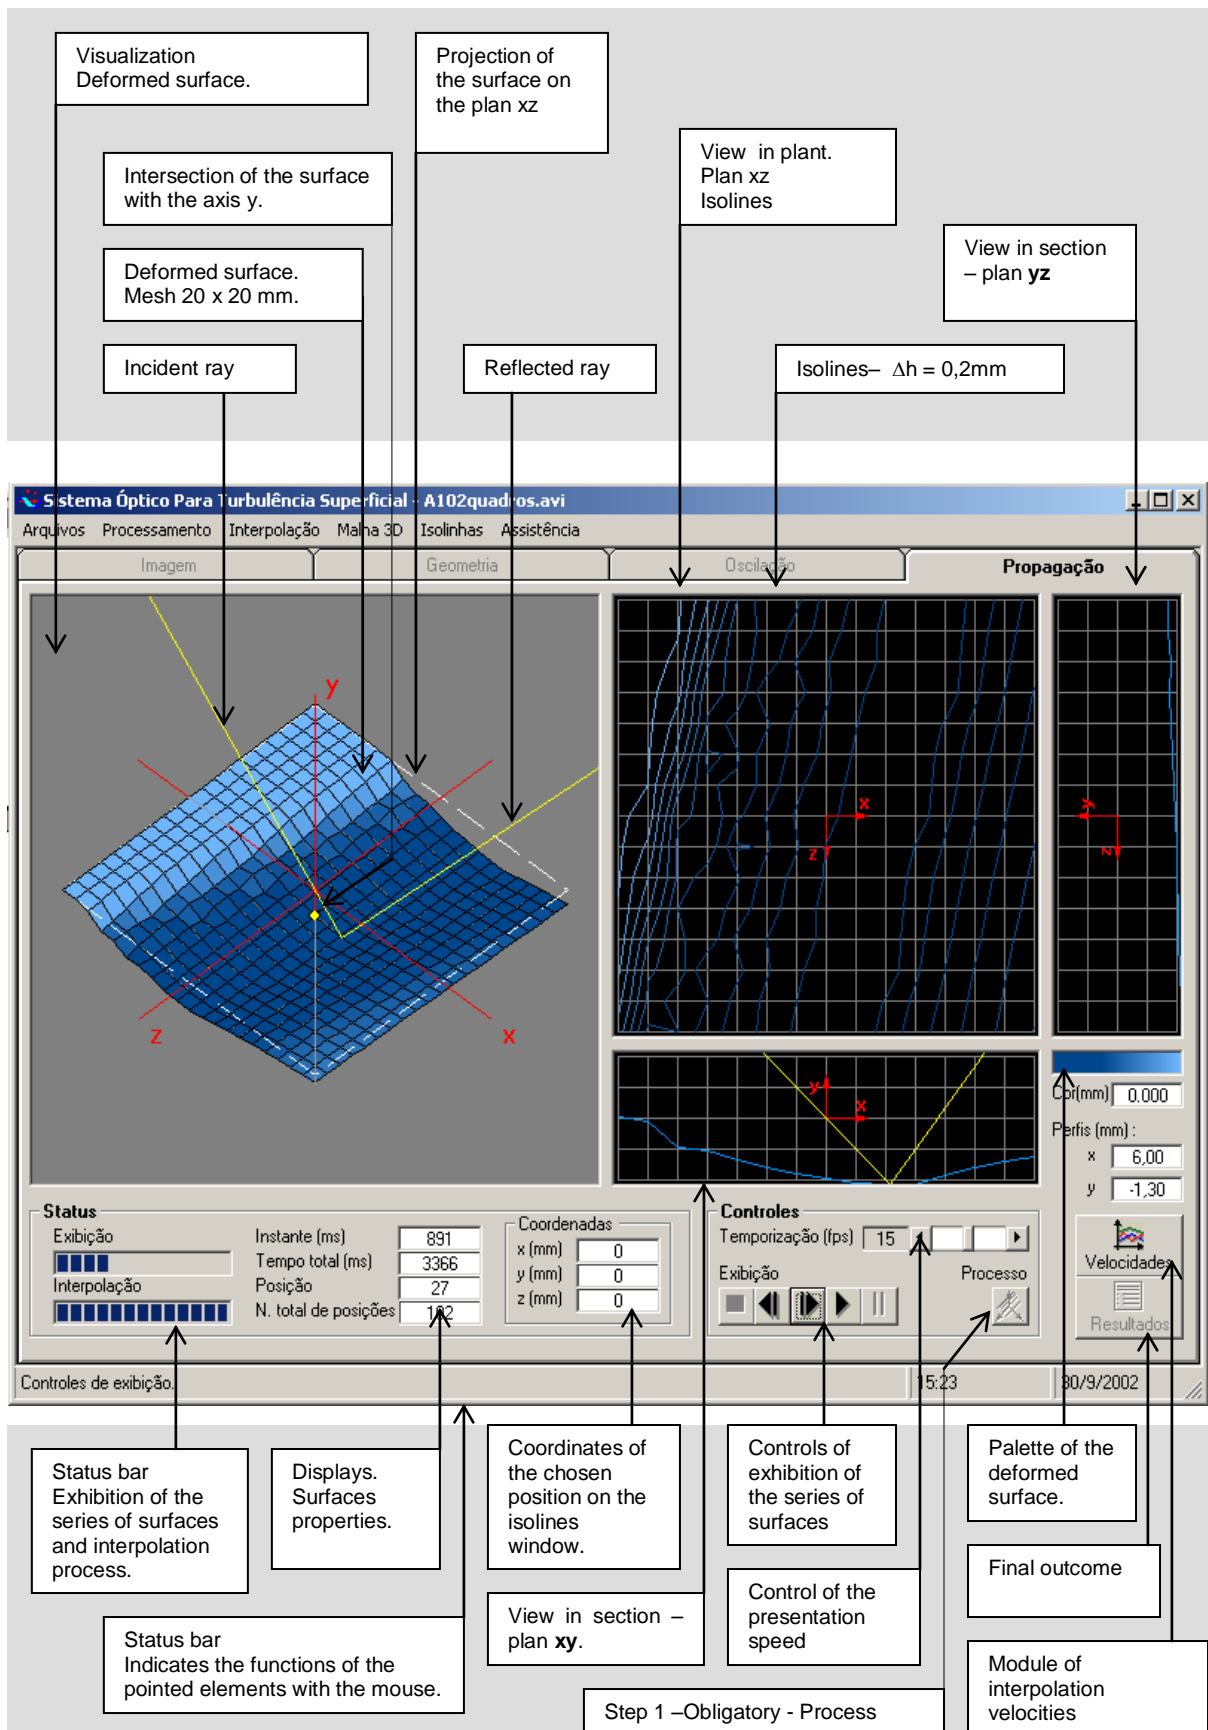 Visualization
Deformed surface.
Projection of
the surface on
the plan xz
Intersection of the surface
with the axis y.
View in plant.
Plan xz
Isolines
View in section
– plan yz
Deformed surface.
Mesh 20 x 20 mm.
Incident ray
Reflected ray
Isolines– Δh = 0,2mm
Sistema Óptico Para Turbulência Superficial - A102quadros.avi
Arquivos Processamento Interpolação Malha 3D Isolinhas Assistência
Imagem Geometria Oscilação Propagação
y
z
x
x
z
y
z
y
x
Cor(mm) 0.000
Perfis (mm) :
x 6,00
y -1,30
Velocidades
Resultados
Status
Exibição
Interpolação
Instante (ms) 891
Tempo total (ms) 3366
Posição 27
N. total de posições 102
Coordenadas
x (mm) 0
y (mm) 0
z (mm) 0
Controles
Temporização (fps) 15
Exibição Processo
Controles de exibição. 15:23 30/9/2002
Status bar
Exhibition of the
series of surfaces
and interpolation
process.
Displays.
Surfaces
properties.
Coordinates of
the chosen
position on the
isolines
window.
Controls of
exhibition of
the series of
surfaces
Palette of the
deformed
surface.
Final outcome
Status bar
Indicates the functions of the
pointed elements with the mouse.
View in section –
plan xy.
Control of the
presentation
speed
Module of
interpolation
velocities
Step 1 –Obligatory - Process